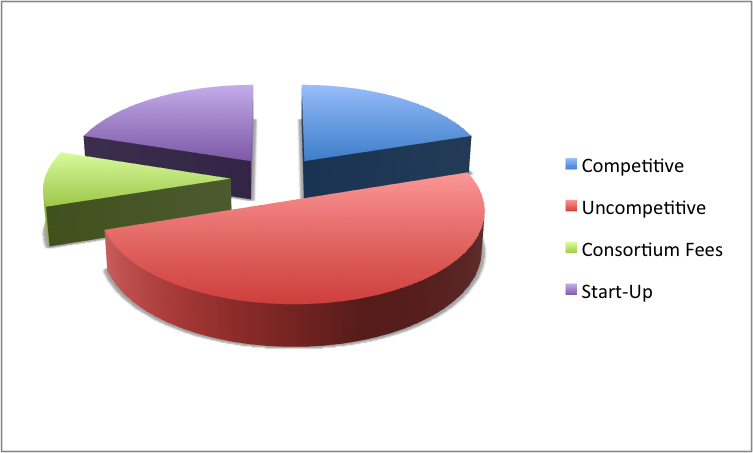 Competitive
Uncompetitive
Consortium Fees
Start-Up